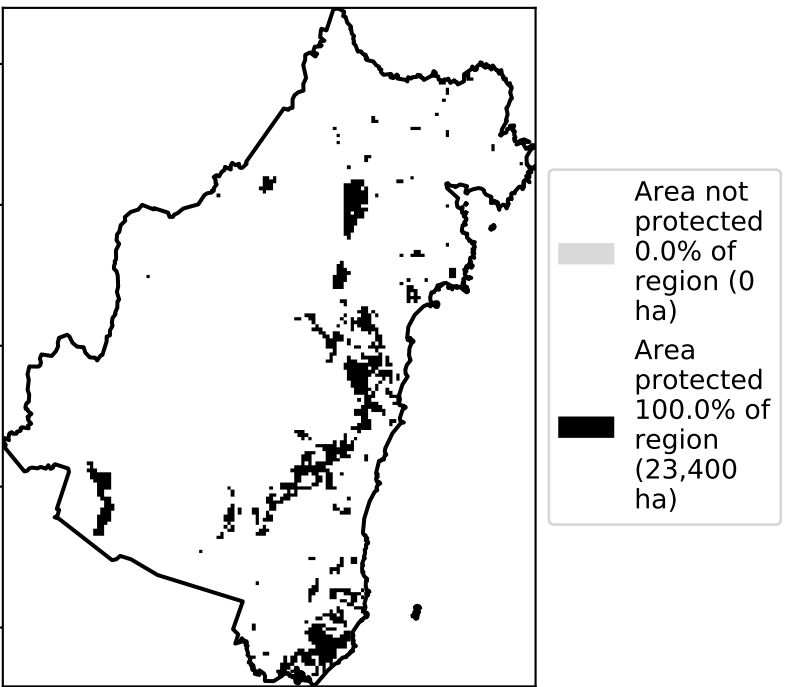 Area not
protected
0.0% of
region (0
ha)
Area
protected
100.0% of
region
(23,400
ha)